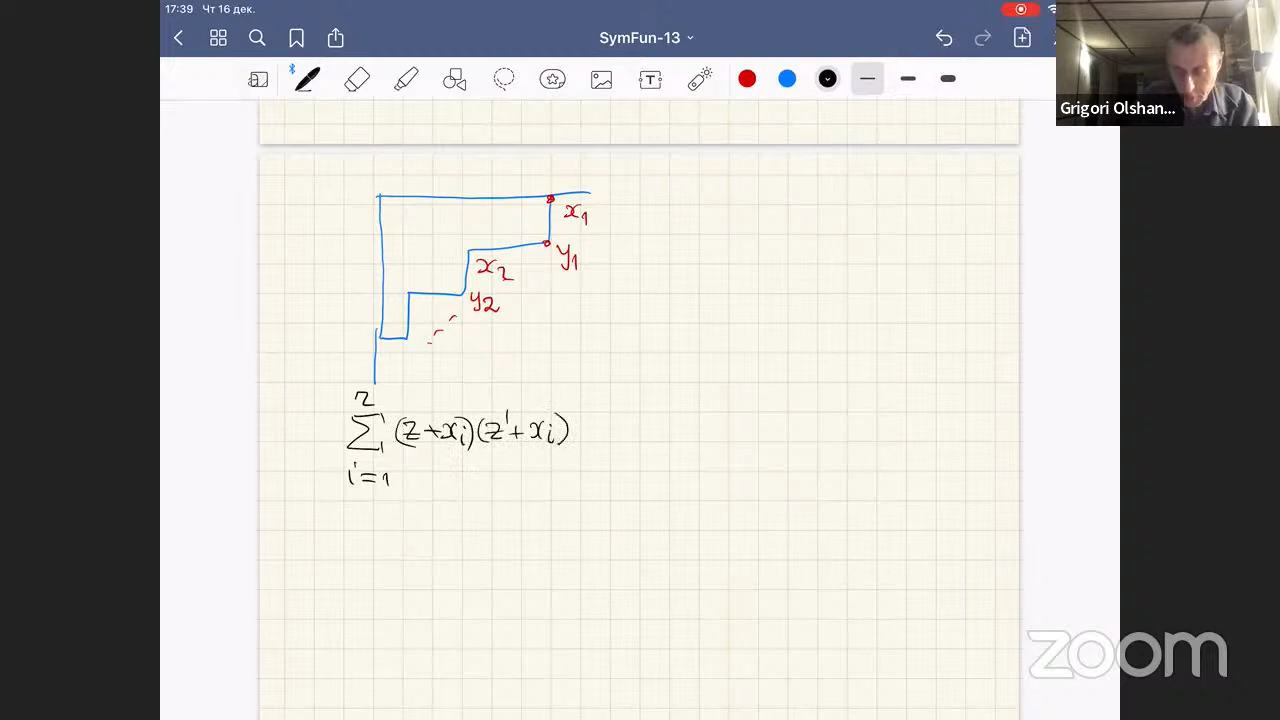 17:39 Чт 16 дек.
SymFun-13
Grigori Olshan...
x₁
y₁
x₂
y₂
r
∑ (z+xᵢ)(z'+xᵢ)
i=1
zoom